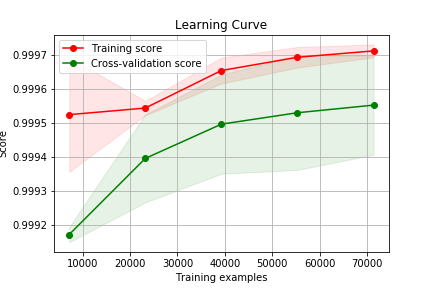 Learning Curve
Training score
Cross-validation score
0.9997
0.9996
0.9995
0.9994
0.9993
0.9992
Score
10000 20000 30000 40000 50000 60000 70000
Training examples